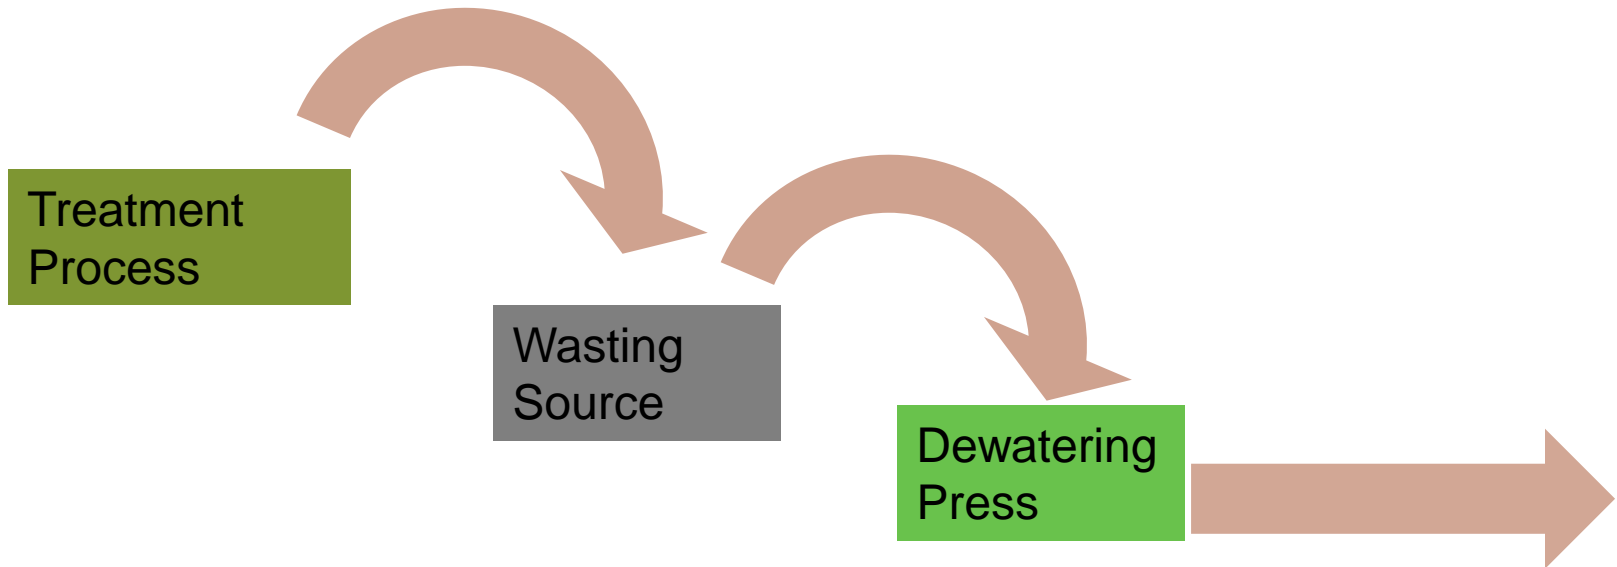 Treatment
Process
Wasting
Source
Dewatering
Press